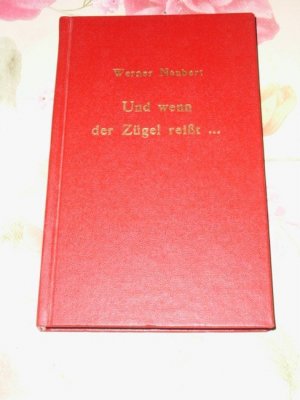 Werner Neubert
Und wenn
der Zügel reißt ...